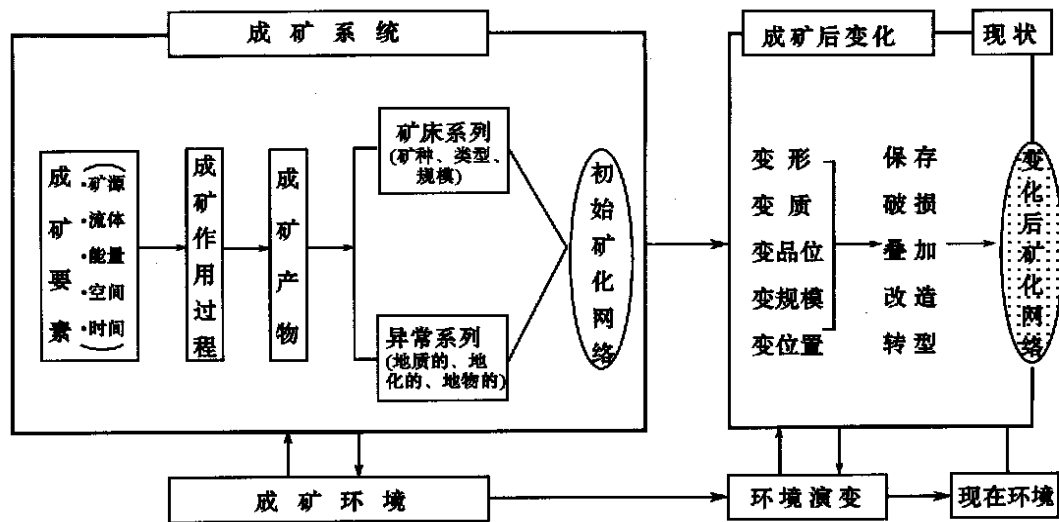 成矿系统
成矿后变化
现状
成矿要素
(·矿源
·流体
·能量
·空间
·时间)
成矿作用过程
成矿产物
矿床系列
(矿种、类型、
规模)
异常系列
(地质的、地
化的、地物的)
初始矿化网络
变形
变质
变品位
变规模
变位置
保存
破损
叠加
改造
转型
变化后矿化网络
成矿环境
环境演变
现在环境